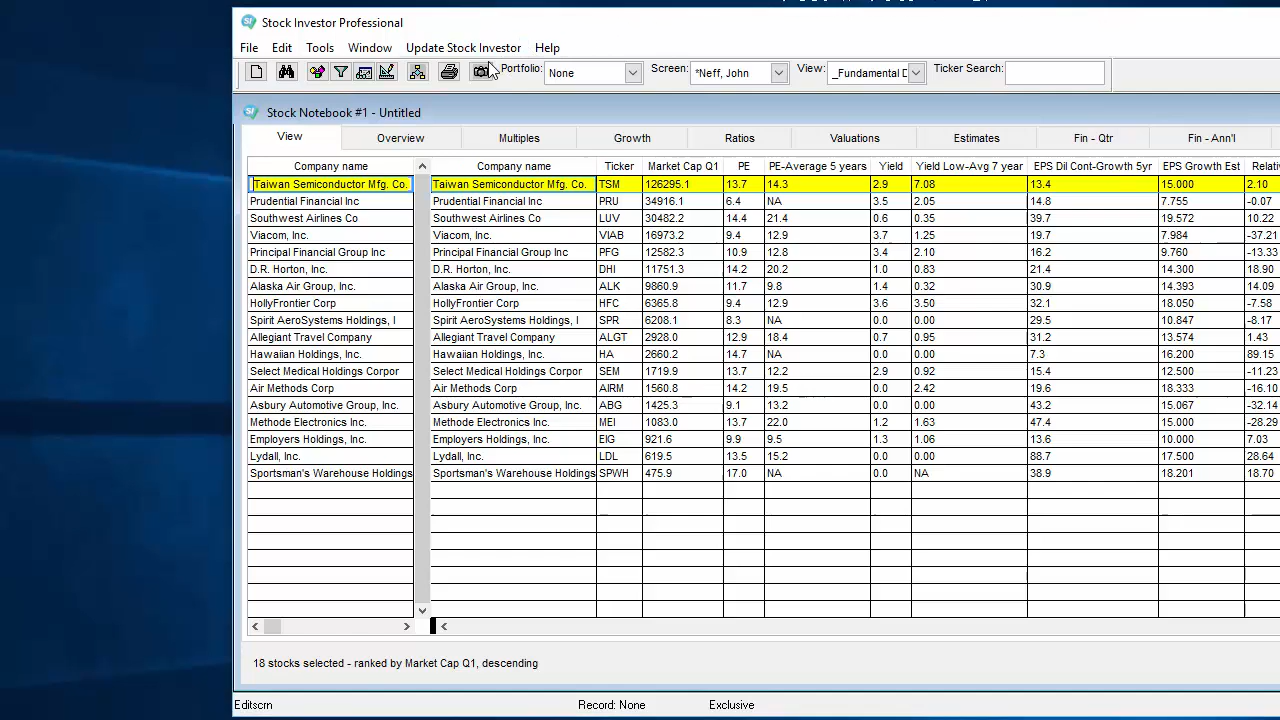 Stock Investor Professional
File Edit Tools Window Update Stock Investor Help
Portfolio: None Screen: *Neff, John View: _Fundamental D Ticker Search:
Stock Notebook #1 - Untitled
View Overview Multiples Growth Ratios Valuations Estimates Fin - Qtr Fin - Ann'l
Company name Company name Ticker Market Cap Q1 PE PE-Average 5 years Yield Yield Low-Avg 7 year EPS Dil Cont-Growth 5yr EPS Growth Est Relativ
Taiwan Semiconductor Mfg. Co. Taiwan Semiconductor Mfg. Co. TSM 126295.1 13.7 14.3 2.9 7.08 13.4 15.000 2.10
Prudential Financial Inc Prudential Financial Inc PRU 34916.1 6.4 NA 3.5 2.05 14.8 7.755 -0.07
Southwest Airlines Co Southwest Airlines Co LUV 30482.2 14.4 21.4 0.6 0.35 39.7 19.572 10.22
Viacom, Inc. Viacom, Inc. VIAB 16973.2 9.4 12.9 3.7 1.25 19.7 7.984 -37.21
Principal Financial Group Inc Principal Financial Group Inc PFG 12582.3 10.9 12.8 3.4 2.10 16.2 9.760 -13.33
D.R. Horton, Inc. D.R. Horton, Inc. DHI 11751.3 14.2 20.2 1.0 0.83 21.4 14.300 18.90
Alaska Air Group, Inc. Alaska Air Group, Inc. ALK 9860.9 11.7 9.8 1.4 0.32 30.9 14.393 14.09
HollyFrontier Corp HollyFrontier Corp HFC 6365.8 9.4 12.9 3.6 3.50 32.1 18.050 -7.58
Spirit AeroSystems Holdings, I Spirit AeroSystems Holdings, I SPR 6208.1 8.3 NA 0.0 0.00 29.5 10.847 -8.17
Allegiant Travel Company Allegiant Travel Company ALGT 2928.0 12.9 18.4 0.7 0.95 31.2 13.574 1.43
Hawaiian Holdings, Inc. Hawaiian Holdings, Inc. HA 2660.2 14.7 NA 0.0 0.00 7.3 16.200 89.15
Select Medical Holdings Corpor Select Medical Holdings Corpor SEM 1719.9 13.7 12.2 2.9 0.92 15.4 12.500 -11.23
Air Methods Corp Air Methods Corp AIRM 1560.8 14.2 19.5 0.0 2.42 19.6 18.333 -16.10
Asbury Automotive Group, Inc. Asbury Automotive Group, Inc. ABG 1425.3 9.1 13.2 0.0 0.00 43.2 15.067 -32.14
Methode Electronics Inc. Methode Electronics Inc. MEI 1083.0 13.7 22.0 1.2 1.63 47.4 15.000 -28.29
Employers Holdings, Inc. Employers Holdings, Inc. EIG 921.6 9.9 9.5 1.3 1.06 13.6 10.000 7.03
Lydall, Inc. Lydall, Inc. LDL 619.5 13.5 15.2 0.0 0.00 88.7 17.500 28.64
Sportsman's Warehouse Holdings Sportsman's Warehouse Holdings SPWH 475.9 17.0 NA 0.0 NA 38.9 18.201 18.70
18 stocks selected - ranked by Market Cap Q1, descending
Editscrn Record: None Exclusive